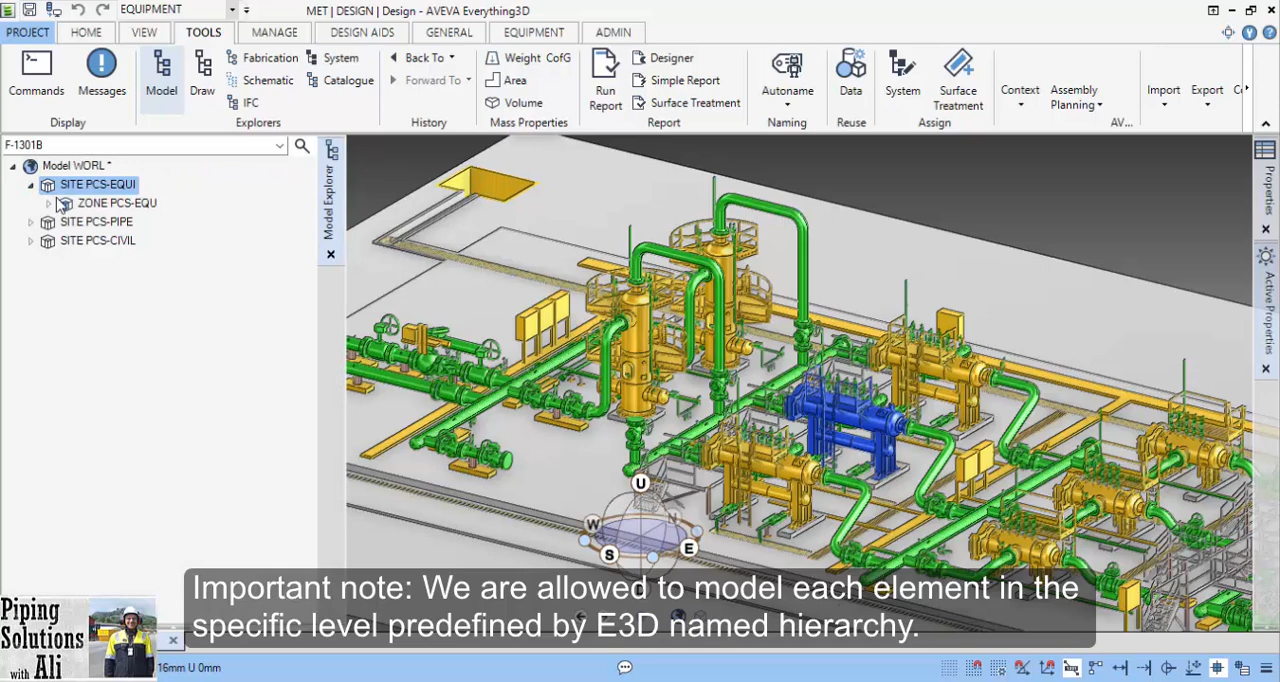 EQUIPMENT
MET | DESIGN | Design - AVEVA Everything3D
PROJECT HOME VIEW TOOLS MANAGE DESIGN AIDS GENERAL EQUIPMENT ADMIN
Commands
Messages
Display
Model
Draw
Fabrication
Schematic
IFC
System
Catalogue
Explorers
Back To
Forward To
History
Weight CofG
Area
Volume
Mass Properties
Run
Report
Designer
Simple Report
Surface Treatment
Report
Autoname
Naming
Data
Reuse
System
Surface
Treatment
Assign
Context
Assembly
Planning
AV...
Import
Export
F-1301B
Model WORL *
SITE PCS-EQUI
ZONE PCS-EQU
SITE PCS-PIPE
SITE PCS-CIVIL
Model Explorer
Properties
Active Properties
U
W
N
S
E
Important note: We are allowed to model each element in the
specific level predefined by E3D named hierarchy.
Piping
Solutions
with Ali
16mm U 0mm